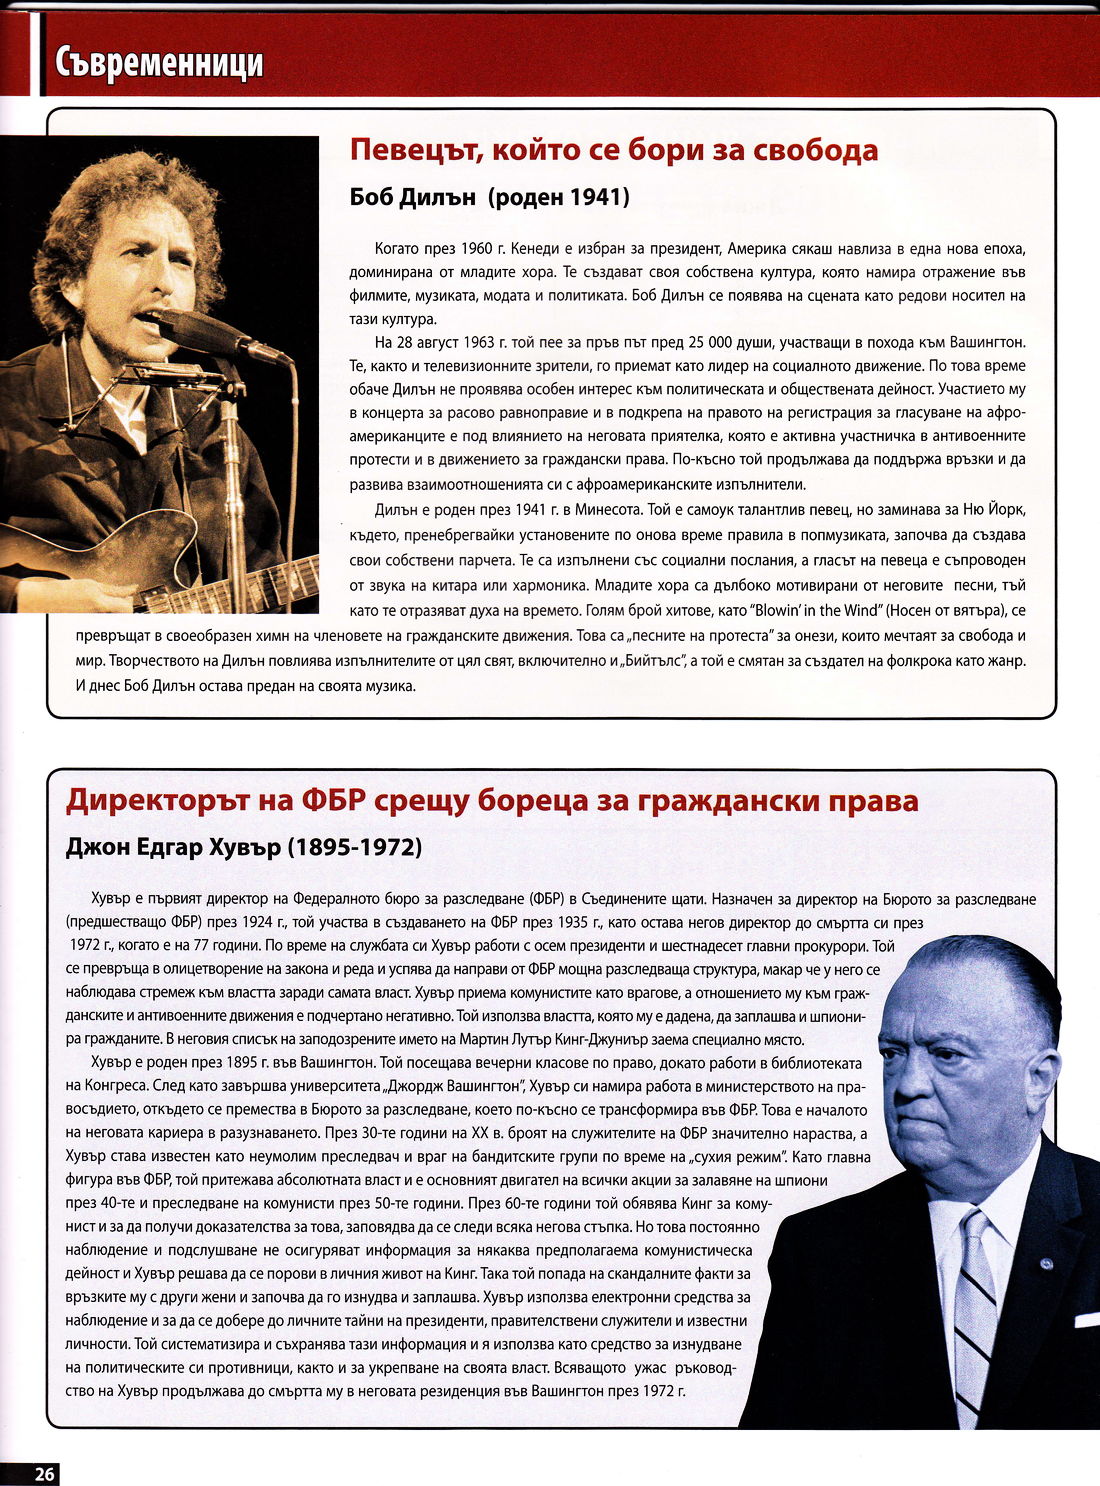 Съвременници
Певецът, който се бори за свобода
Боб Дилън (роден 1941)
Когато през 1960 г. Кенеди е избран за президент, Америка сякаш навлиза в една нова епоха,
доминирана от младите хора. Те създават своя собствена култура, която намира отражение във
филмите, музиката, модата и политиката. Боб Дилън се появява на сцената като редови носител на
тази култура.
На 28 август 1963 г. той пее за пръв път пред 25 000 души, участващи в похода към Вашингтон.
Те, както и телевизионните зрители, го приемат като лидер на социалното движение. По това време
обаче Дилън не проявява особен интерес към политическата и обществената дейност. Участието му
в концерта за расово равноправие и в подкрепа на правото на регистрация за гласуване на афро-
американците е под влиянието на неговата приятелка, която е активна участничка в антивоенните
протести и в движението за граждански права. По-късно той продължава да поддържа връзки и да
развива взаимоотношенията си с афроамериканските изпълнители.
Дилън е роден през 1941 г. в Минесота. Той е самоук талантлив певец, но заминава за Ню Йорк,
където, пренебрегвайки установените по онова време правила в попмузиката, започва да създава
свои собствени парчета. Те са изпълнени със социални послания, а гласът на певеца е съпроводен
от звука на китара или хармоника. Младите хора са дълбоко мотивирани от неговите песни, тъй
като те отразяват духа на времето. Голям брой хитове, като “Blowin’ in the Wind” (Носен от вятъра), се
превръщат в своеобразен химн на членовете на гражданските движения. Това са „песните на протеста” за онези, които мечтаят за свобода и
мир. Творчеството на Дилън повлиява изпълнителите от цял свят, включително и „Бийтълс”, а той е смятан за създател на фолкрока като жанр.
И днес Боб Дилън остава предан на своята музика.
Директорът на ФБР срещу бореца за граждански права
Джон Едгар Хувър (1895-1972)
Хувър е първият директор на Федералното бюро за разследване (ФБР) в Съединените щати. Назначен за директор на Бюрото за разследване
(предшестващо ФБР) през 1924 г., той участва в създаването на ФБР през 1935 г., като остава негов директор до смъртта си през
1972 г., когато е на 77 години. По време на службата си Хувър работи с осем президенти и шестнадесет главни прокурори. Той
се превръща в олицетворение на закона и реда и успява да направи от ФБР мощна разследваща структура, макар че у него се
наблюдава стремеж към властта заради самата власт. Хувър приема комунистите като врагове, а отношението му към граж-
данските и антивоенните движения е подчертано негативно. Той използва властта, която му е дадена, да заплашва и шпиони-
ра гражданите. В неговия списък на заподозрените името на Мартин Лутър Кинг-Джуниър заема специално място.
Хувър е роден през 1895 г. във Вашингтон. Той посещава вечерни класове по право, докато работи в библиотеката
на Конгреса. След като завършва университета „Джордж Вашингтон”, Хувър си намира работа в министерството на пра-
восъдието, откъдето се премества в Бюрото за разследване, което по-късно се трансформира във ФБР. Това е началото
на неговата кариера в разузнаването. През 30-те години на XX в. броят на служителите на ФБР значително нараства, а
Хувър става известен като неумолим преследвач и враг на бандитските групи по време на „сухия режим”. Като главна
фигура във ФБР, той притежава абсолютната власт и е основният двигател на всички акции за залавяне на шпиони
през 40-те и преследване на комунисти през 50-те години. През 60-те години той обявява Кинг за кому-
нист и за да получи доказателства за това, заповядва да се следи всяка негова стъпка. Но това постоянно
наблюдение и подслушване не осигуряват информация за някаква предполагаема комунистическа
дейност и Хувър решава да се порови в личния живот на Кинг. Така той попада на скандалните факти за
връзките му с други жени и започва да го изнудва и заплашва. Хувър използва електронни средства за
наблюдение и за да се добере до личните тайни на президенти, правителствени служители и известни
личности. Той систематизира и съхранява тази информация и я използва като средство за изнудване
на политическите си противници, както и за укрепване на своята власт. Всяващото ужас ръковод-
ство на Хувър продължава до смъртта му в неговата резиденция във Вашингтон през 1972 г.
26